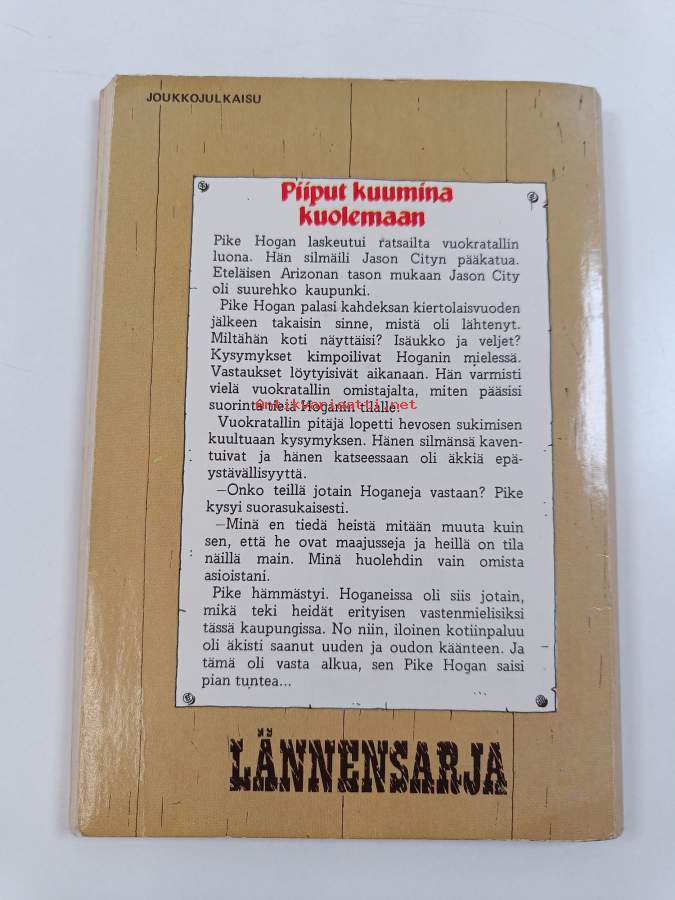 JOUKKOJULKAISU
Piiput kuumina
kuolemaan
Pike Hogan laskeutui ratsailta vuokratallin
luona. Hän silmäili Jason Cityn pääkatua.
Eteläisen Arizonan tason mukaan Jason City
oli suurehko kaupunki.
Pike Hogan palasi kahdeksan kiertolaisvuoden
jälkeen takaisin sinne, mistä oli lähtenyt.
Miltähän koti näyttäisi? Isäukko ja veljet?
Kysymykset kimpoilivat Hoganin mielessä.
Vastaukset löytyisivät aikanaan. Hän varmisti
vielä vuokratallin omistajalta, miten pääsisi
suorinta tietä Hoganin tilalle.
Antikvariaatti.net
Vuokratallin pitäjä lopetti hevosen sukimisen
kuultuaan kysymyksen. Hänen silmänsä kaven-
tuivat ja hänen katseessaan oli äkkiä epä-
ystävällisyyttä.
—Onko teillä jotain Hoganeja vastaan? Pike
kysyi suorasukaisesti.
—Minä en tiedä heistä mitään muuta kuin
sen, että he ovat maajusseja ja heillä on tila
näillä main. Minä huolehdin vain omista
asioistani.
Pike hämmästyi. Hoganeissa oli siis jotain,
mikä teki heidät erityisen vastenmielisiksi
tässä kaupungissa. No niin, iloinen kotiinpaluu
oli äkisti saanut uuden ja oudon käänteen. Ja
tämä oli vasta alkua, sen Pike Hogan saisi
pian tuntea...
LÄNNENSARJA